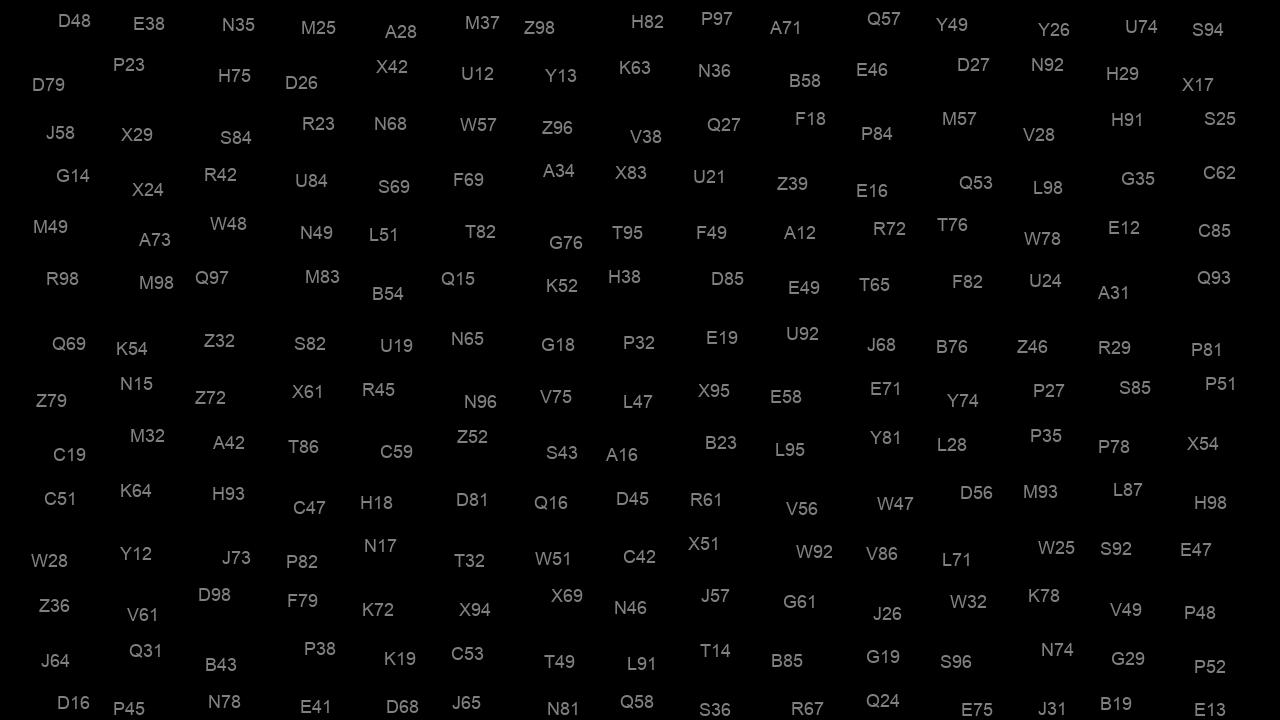 D48 E38 N35 M25 A28 M37 Z98 H82 P97 A71 Q57 Y49 Y26 U74 S94
D79 P23 H75 D26 X42 U12 Y13 K63 N36 B58 E46 D27 N92 H29 X17
J58 X29 S84 R23 N68 W57 Z96 V38 Q27 F18 P84 M57 V28 H91 S25
G14 X24 R42 U84 S69 F69 A34 X83 U21 Z39 E16 Q53 L98 G35 C62
M49 A73 W48 N49 L51 T82 G76 T95 F49 A12 R72 T76 W78 E12 C85
R98 M98 Q97 M83 B54 Q15 K52 H38 D85 E49 T65 F82 U24 A31 Q93
Q69 K54 Z32 S82 U19 N65 G18 P32 E19 U92 J68 B76 Z46 R29 P81
Z79 N15 Z72 X61 R45 N96 V75 L47 X95 E58 E71 Y74 P27 S85 P51
C19 M32 A42 T86 C59 Z52 S43 A16 B23 L95 Y81 L28 P35 P78 X54
C51 K64 H93 C47 H18 D81 Q16 D45 R61 V56 W47 D56 M93 L87 H98
W28 Y12 J73 P82 N17 T32 W51 C42 X51 W92 V86 L71 W25 S92 E47
Z36 V61 D98 F79 K72 X94 X69 N46 J57 G61 J26 W32 K78 V49 P48
J64 Q31 B43 P38 K19 C53 T49 L91 T14 B85 G19 S96 N74 G29 P52
D16 P45 N78 E41 D68 J65 N81 Q58 S36 R67 Q24 E75 J31 B19 E13